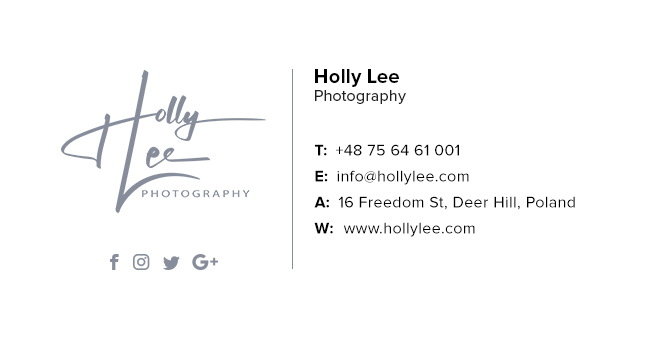 Holly
Lee
PHOTOGRAPHY
Holly Lee
Photography
T: +48 75 64 61 001
E: info@hollylee.com
A: 16 Freedom St, Deer Hill, Poland
W: www.hollylee.com